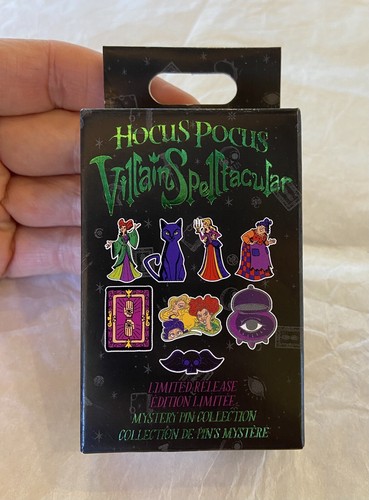 HOCUS POCUS
Villain Spelltacular
LIMITED RELEASE
EDITION LIMITÉE
MYSTERY PIN COLLECTION
COLLECTION DE PIN'S MYSTÈRE